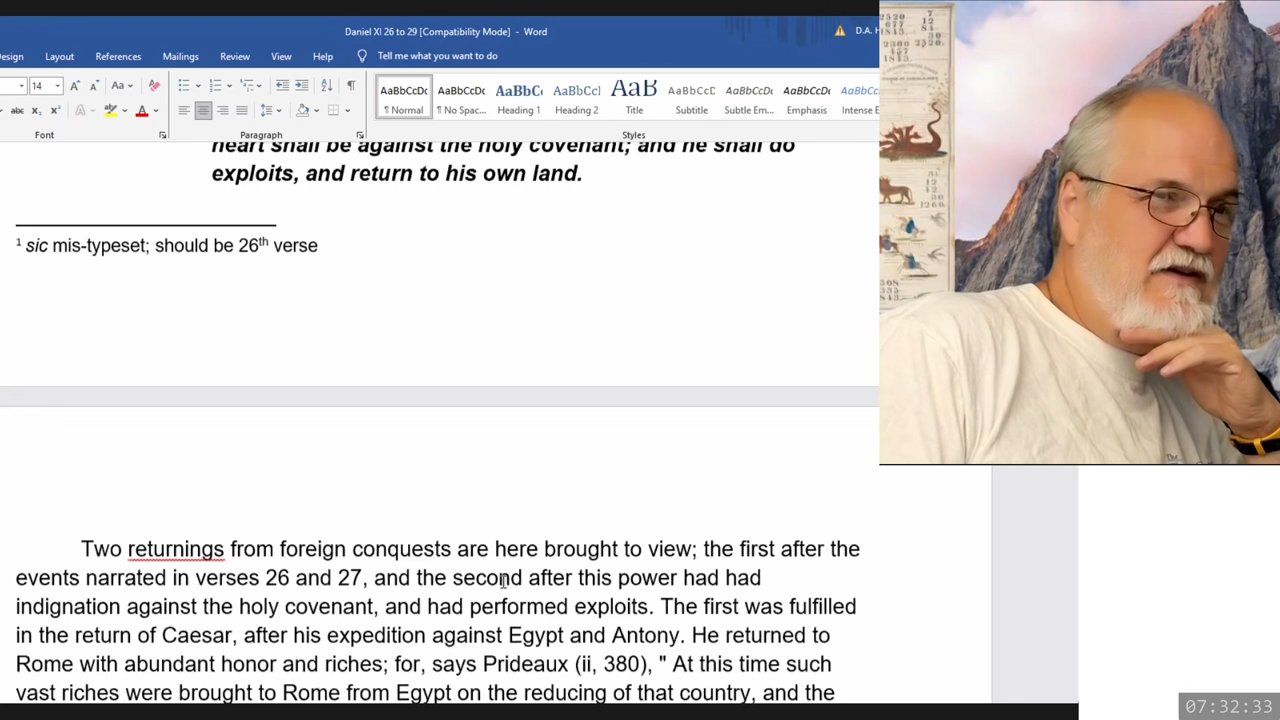 Daniel XI 26 to 29 [Compatibility Mode] - Word
D.A. H
esign Layout References Mailings Review View Help Tell me what you want to do
14 Aa
AaBbCcDc AaBbCcDc AaBbCc AaBbCcl AaB AaBbCcD AaBbCcDc AaBbCcDc AaBbCcDc
¶ Normal ¶ No Spac... Heading 1 Heading 2 Title Subtitle Subtle Em... Emphasis Intense E
Font Paragraph Styles
heart shall be against the holy covenant; and he shall do
exploits, and return to his own land.
1 sic mis-typeset; should be 26th verse
Two returnings from foreign conquests are here brought to view; the first after the
events narrated in verses 26 and 27, and the second after this power had had
indignation against the holy covenant, and had performed exploits. The first was fulfilled
in the return of Caesar, after his expedition against Egypt and Antony. He returned to
Rome with abundant honor and riches; for, says Prideaux (ii, 380), " At this time such
vast riches were brought to Rome from Egypt on the reducing of that country, and the
2520
677
1843
07:32:33